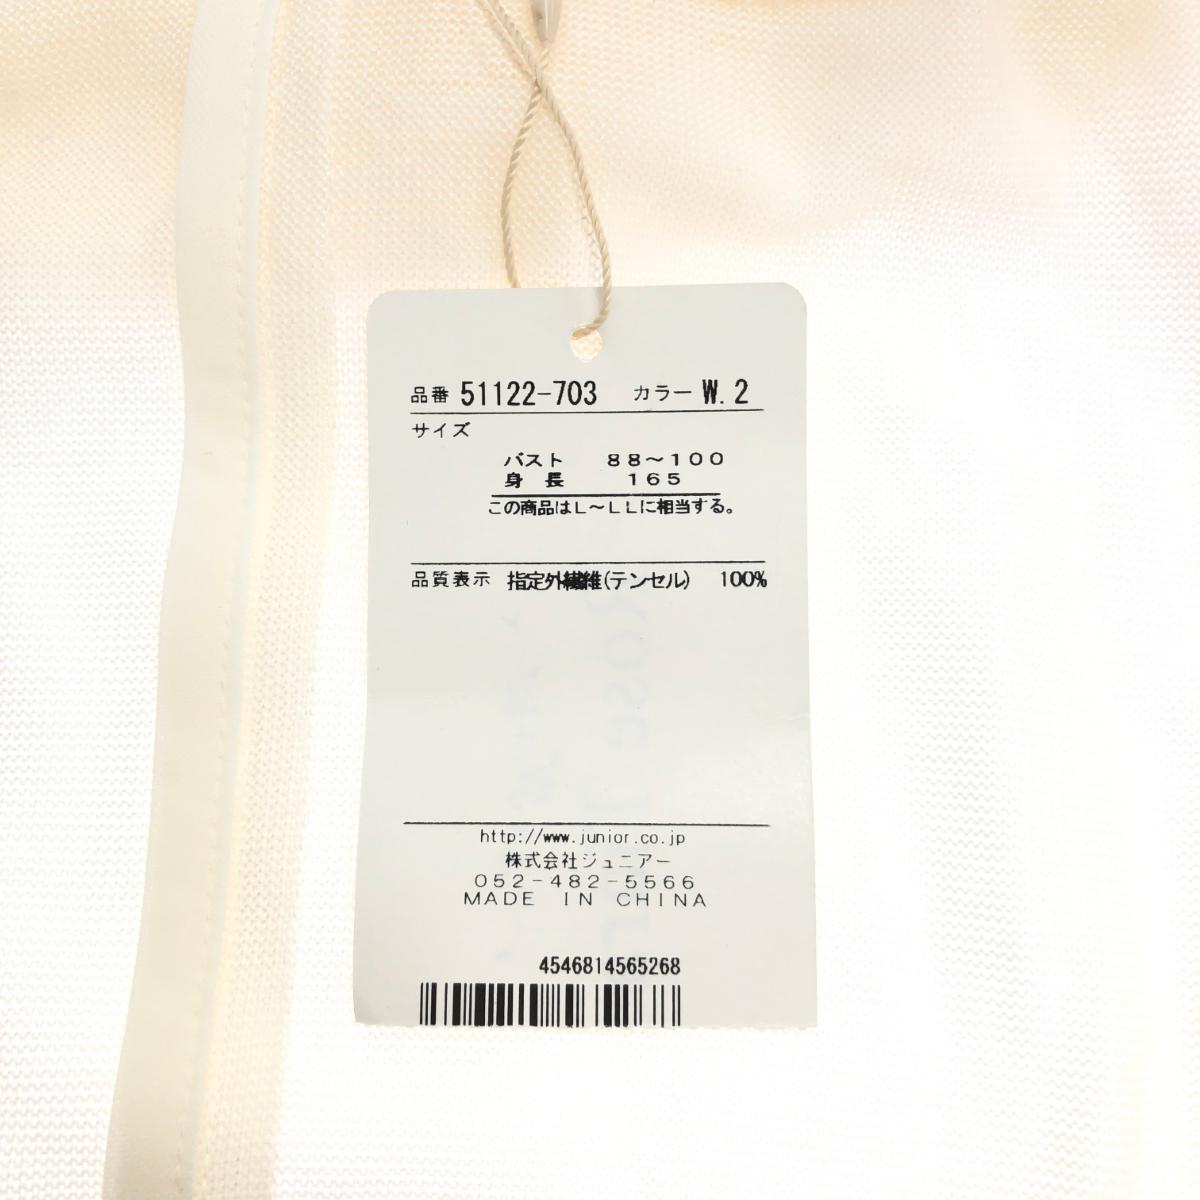 品番 51122-703 カラー W.2
サイズ
バスト 88～100
身長 165
この商品はL～LLに相当する。
品質表示 指定外繊維(テンセル) 100%
http://www.junior.co.jp
株式会社ジュニアー
052-482-5566
MADE IN CHINA
4546814565268